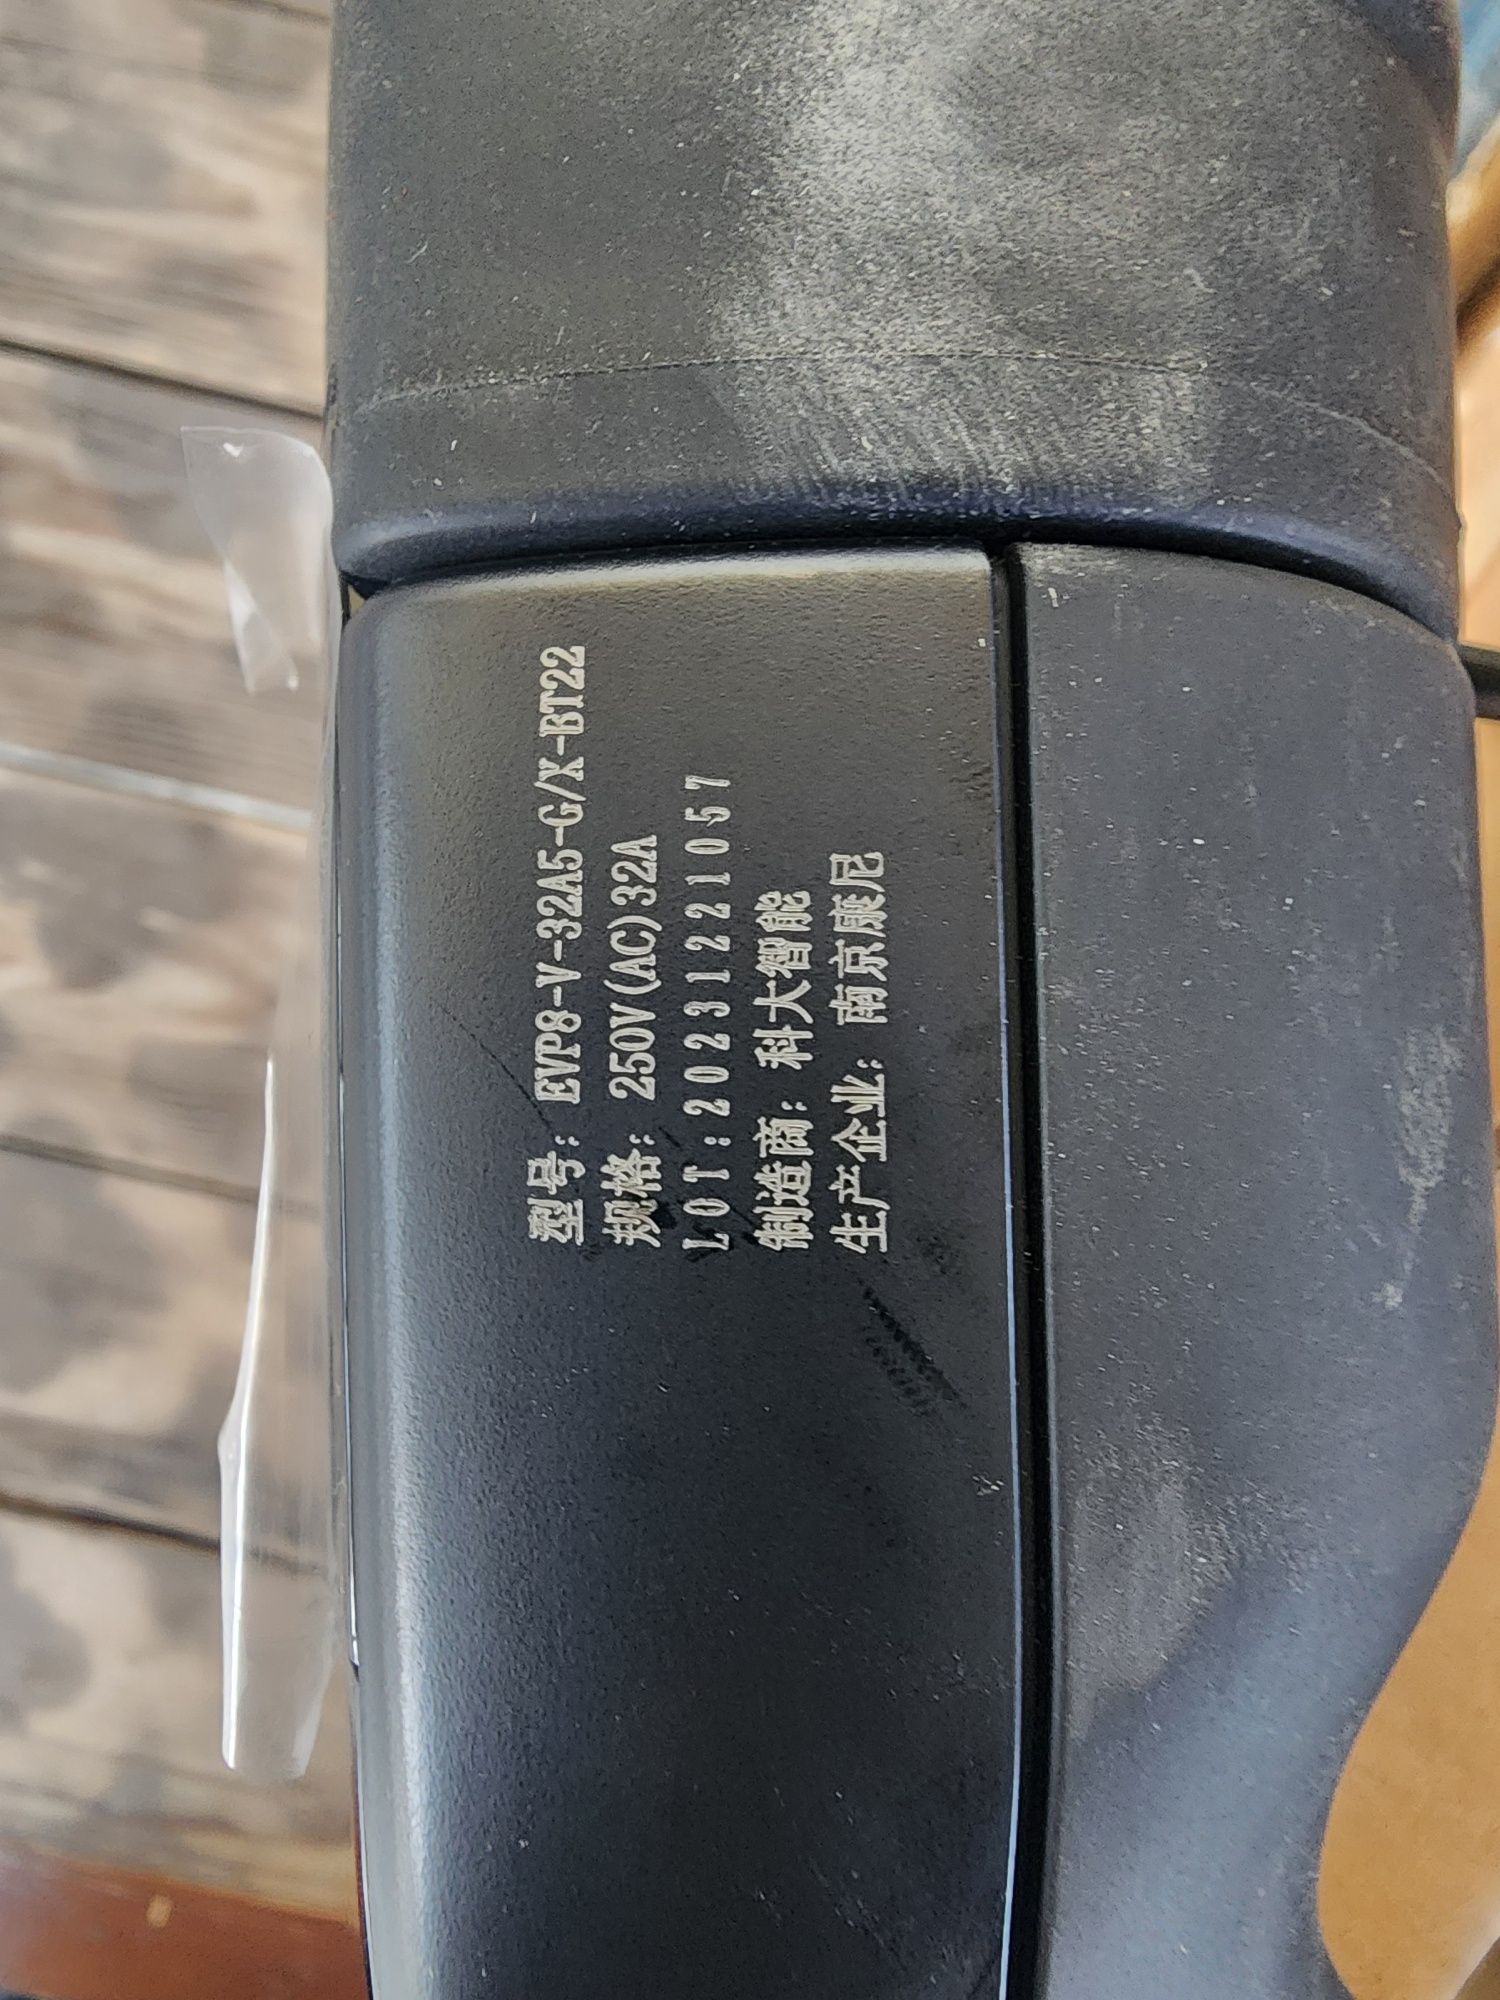 型号: EVP8-V-32A5-G/X-BT22
规格: 250V(AC)32A
LOT:20231221057
制造商: 科大智能
生产企业: 南京康尼